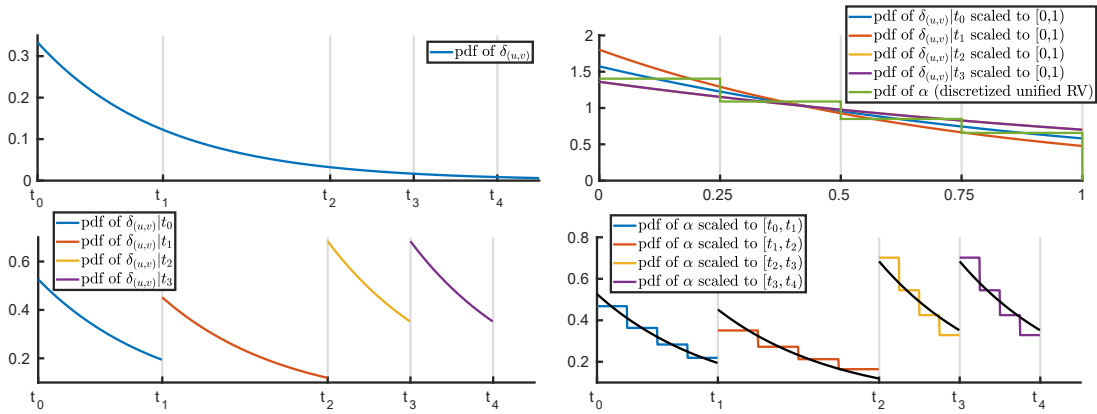 0.3
0.2
0.1
0
t₀
t₁
t₂
t₃
t₄
pdf of δ₍u,v₎
2
1.5
1
0.5
0
0
0.25
0.5
0.75
1
pdf of δ₍u,v₎|t₀ scaled to [0,1)
pdf of δ₍u,v₎|t₁ scaled to [0,1)
pdf of δ₍u,v₎|t₂ scaled to [0,1)
pdf of δ₍u,v₎|t₃ scaled to [0,1)
pdf of α (discretized unified RV)
pdf of δ₍u,v₎|t₀
pdf of δ₍u,v₎|t₁
pdf of δ₍u,v₎|t₂
pdf of δ₍u,v₎|t₃
0.6
0.4
0.2
t₀
t₁
t₂
t₃
t₄
pdf of α scaled to [t₀, t₁)
pdf of α scaled to [t₁, t₂)
pdf of α scaled to [t₂, t₃)
pdf of α scaled to [t₃, t₄)
0.8
0.6
0.4
0.2
t₀
t₁
t₂
t₃
t₄